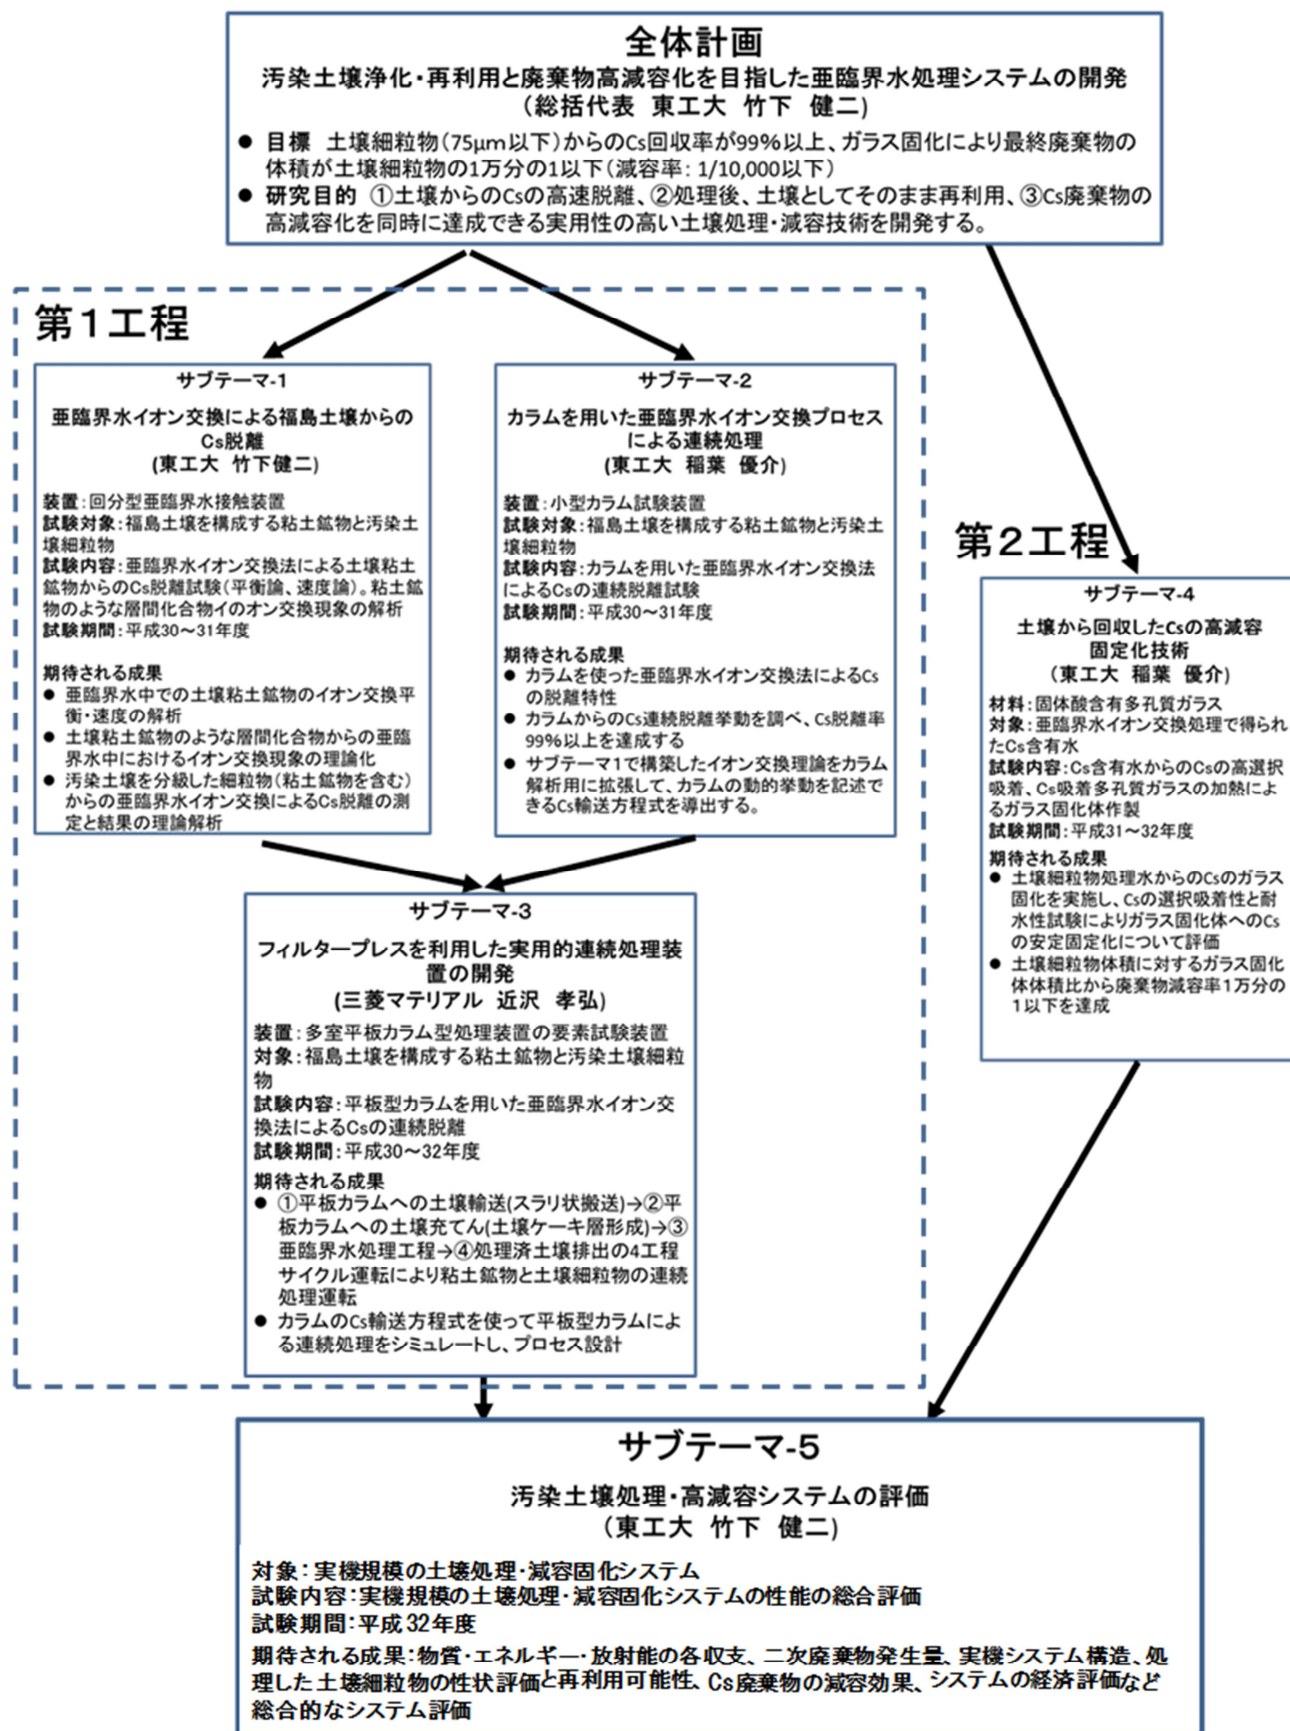 全体計画
汚染土壌浄化・再利用と廃棄物高減容化を目指した亜臨界水処理システムの開発
（総括代表 東工大 竹下 健二）
● 目標 土壌細粒物（75μm以下）からのCs回収率が99％以上、ガラス固化により最終廃棄物の
体積が土壌細粒物の1万分の1以下（減容率：1/10,000以下）
● 研究目的 ①土壌からのCsの高速脱離、②処理後、土壌としてそのまま再利用、③Cs廃棄物の
高減容化を同時に達成できる実用性の高い土壌処理・減容技術を開発する。
第１工程
サブテーマ-1
亜臨界水イオン交換による福島土壌からの
Cs脱離
(東工大 竹下健二)
装置：回分型亜臨界水接触装置
試験対象：福島土壌を構成する粘土鉱物と汚染土
壌細粒物
試験内容：亜臨界水イオン交換法による土壌粘土
鉱物からのCs脱離試験（平衡論、速度論）。粘土鉱
物のような層間化合物イのオン交換現象の解析
試験期間：平成30～31年度
期待される成果
● 亜臨界水中での土壌粘土鉱物のイオン交換平
衡・速度の解析
● 土壌粘土鉱物のような層間化合物からの亜臨
界水中におけるイオン交換現象の理論化
● 汚染土壌を分級した細粒物（粘土鉱物を含む）
からの亜臨界水イオン交換によるCs脱離の測
定と結果の理論解析
サブテーマ-2
カラムを用いた亜臨界水イオン交換プロセス
による連続処理
(東工大 稲葉 優介)
装置：小型カラム試験装置
試験対象：福島土壌を構成する粘土鉱物と汚染土
壌細粒物
試験内容：カラムを用いた亜臨界水イオン交換法
によるCsの連続脱離試験
試験期間：平成30～31年度
期待される成果
● カラムを使った亜臨界水イオン交換法によるCs
の脱離特性
● カラムからのCs連続脱離挙動を調べ、Cs脱離率
99％以上を達成する
● サブテーマ1で構築したイオン交換理論をカラム
解析用に拡張して、カラムの動的挙動を記述で
きるCs輸送方程式を導出する。
サブテーマ-3
フィルタープレスを利用した実用的連続処理装
置の開発
(三菱マテリアル 近沢 孝弘)
装置：多室平板カラム型処理装置の要素試験装置
対象：福島土壌を構成する粘土鉱物と汚染土壌細粒
物
試験内容：平板型カラムを用いた亜臨界水イオン交
換法によるCsの連続脱離
試験期間：平成30～32年度
期待される成果
● ①平板カラムへの土壌輸送(スラリ状搬送)→②平
板カラムへの土壌充てん(土壌ケーキ層形成)→③
亜臨界水処理工程→④処理済土壌排出の4工程
サイクル運転により粘土鉱物と土壌細粒物の連続
処理運転
● カラムのCs輸送方程式を使って平板型カラムによ
る連続処理をシミュレートし、プロセス設計
第２工程
サブテーマ-4
土壌から回収したCsの高減容
固定化技術
（東工大 稲葉 優介）
材料：固体酸含有多孔質ガラス
対象：亜臨界水イオン交換処理で得られ
たCs含有水
試験内容：Cs含有水からのCsの高選択
吸着、Cs吸着多孔質ガラスの加熱によ
るガラス固化体作製
試験期間：平成31～32年度
期待される成果
● 土壌細粒物処理水からのCsのガラス
固化を実施し、Csの選択吸着性と耐
水性試験によりガラス固化体へのCs
の安定固定化について評価
● 土壌細粒物体積に対するガラス固化
体体積比から廃棄物減容率1万分の
1以下を達成
サブテーマ-5
汚染土壌処理・高減容システムの評価
（東工大 竹下 健二）
対象：実機規模の土壌処理・減容固化システム
試験内容：実機規模の土壌処理・減容固化システムの性能の総合評価
試験期間：平成32年度
期待される成果：物質・エネルギー・放射能の各収支、二次廃棄物発生量、実機システム構造、処
理した土壌細粒物の性状評価と再利用可能性、Cs廃棄物の減容効果、システムの経済評価など
総合的なシステム評価